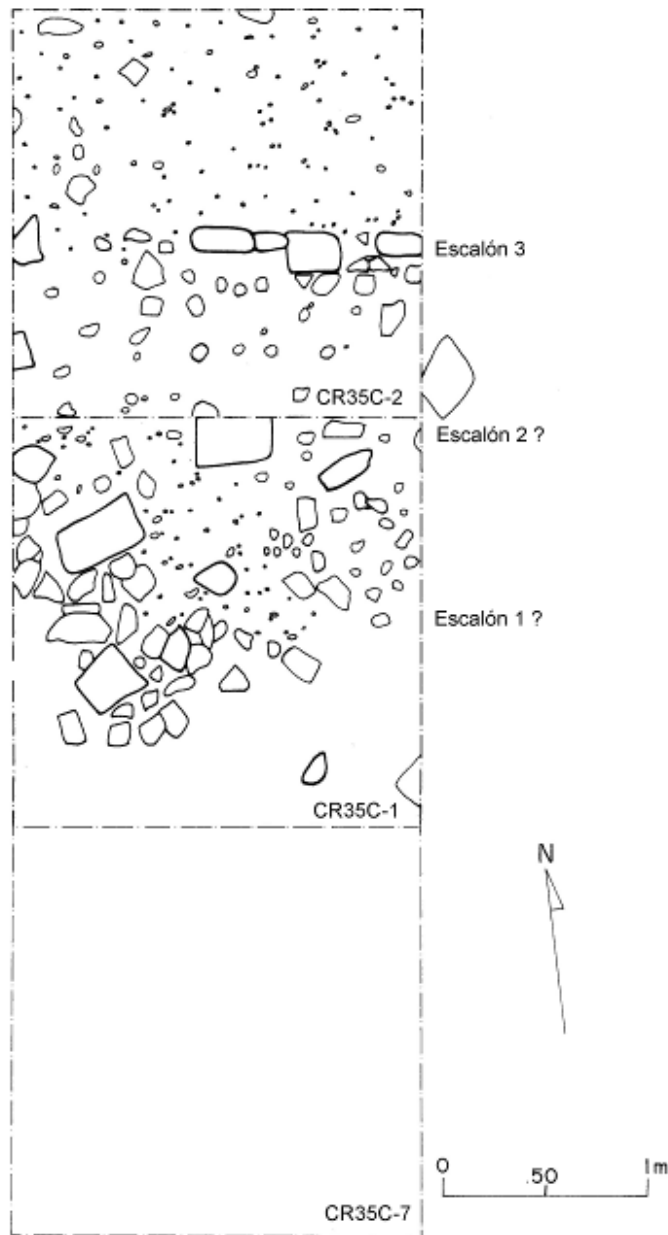 Escalón 3
CR35C-2
Escalón 2 ?
Escalón 1 ?
CR35C-1
N
0 .50 1m
CR35C-7